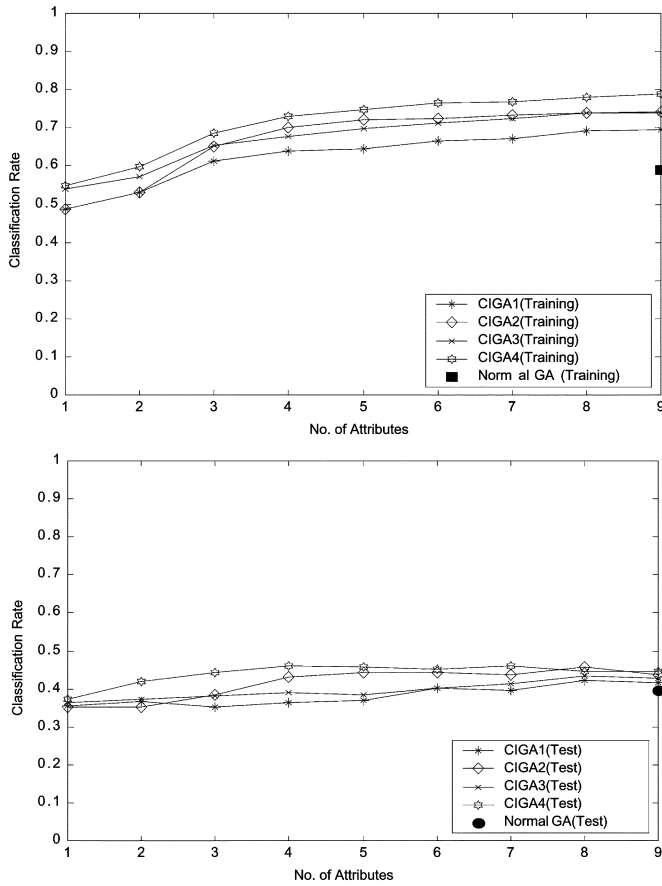 1
0.9
0.8
0.7
0.6
0.5
0.4
0.3
0.2
0.1
0
Classification Rate
CIGA1(Training)
CIGA2(Training)
CIGA3(Training)
CIGA4(Training)
Norm al GA (Training)
1 2 3 4 5 6 7 8 9
No. of Attributes
1
0.9
0.8
0.7
0.6
0.5
0.4
0.3
0.2
0.1
0
Classification Rate
CIGA1(Test)
CIGA2(Test)
CIGA3(Test)
CIGA4(Test)
Normal GA(Test)
1 2 3 4 5 6 7 8 9
No. of Attributes